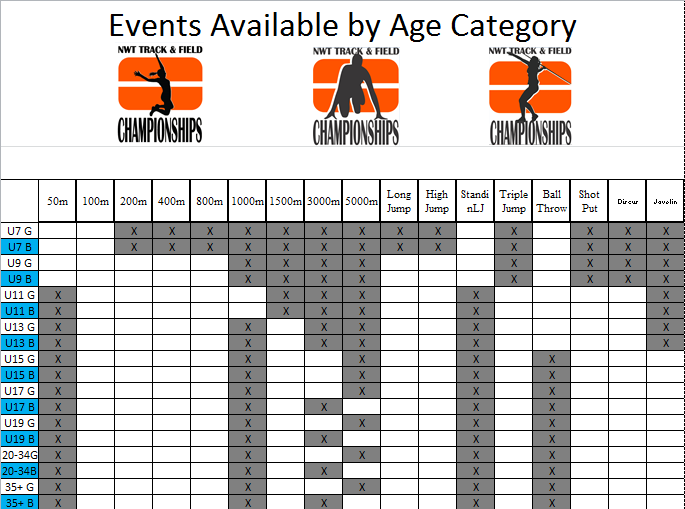 Events Available by Age Category
NWT TRACK & FIELD CHAMPIONSHIPS
NWT TRACK & FIELD CHAMPIONSHIPS
NWT TRACK & FIELD CHAMPIONSHIPS
50m 100m 200m 400m 800m 1000m 1500m 3000m 5000m Long Jump High Jump Standi nLJ Triple Jump Ball Throw Shot Put Discus Javelin
U7 G X X X X X X X X X X X X X
U7 B X X X X X X X X X X X X X
U9 G X X X X X X X X
U9 B X X X X X X X X
U11 G X X X X X X
U11 B X X X X X X
U13 G X X X X X X
U13 B X X X X X X
U15 G X X X X X
U15 B X X X X X
U17 G X X X X X
U17 B X X X X X
U19 G X X X X X
U19 B X X X X X
20-34G X X X X X
20-34B X X X X X
35+ G X X X X X
35+ B X X X X X